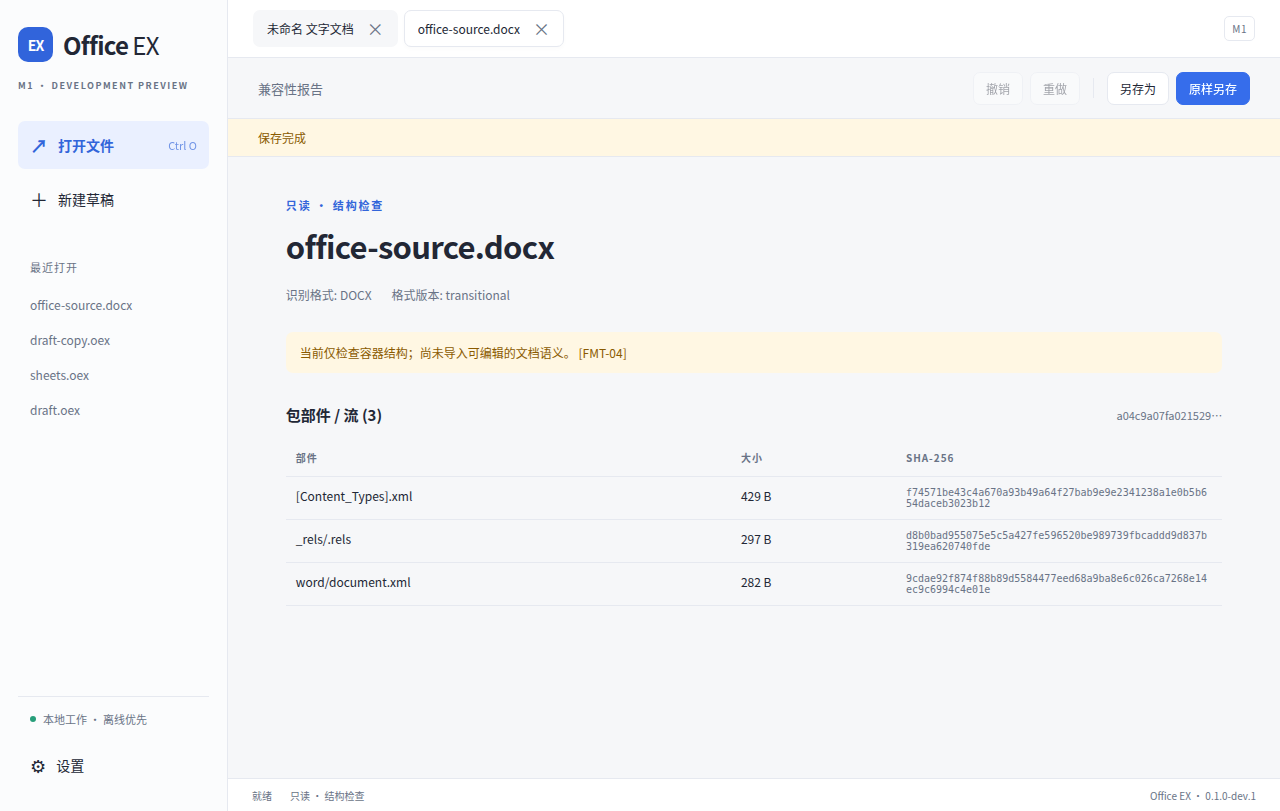 EX Office EX
M1 • DEVELOPMENT PREVIEW
打开文件 Ctrl O
新建草稿
最近打开
office-source.docx
draft-copy.oex
sheets.oex
draft.oex
本地工作 · 离线优先
设置
未命名 文字文档
office-source.docx
M1
兼容性报告
撤销
重做
另存为
原样另存
保存完成
只读 · 结构检查
office-source.docx
识别格式: DOCX 格式版本: transitional
当前仅检查容器结构；尚未导入可编辑的文档语义。 [FMT-04]
包部件 / 流 (3) a04c9a07fa021529…
部件 大小 SHA-256
[Content_Types].xml 429 B f74571be43c4a670a93b49a64f27bab9e9e2341238a1e0b5b6
54daceb3023b12
_rels/.rels 297 B d8b0bad955075e5c5a427fe596520be989739fbcaddd9d837b
319ea620740fde
word/document.xml 282 B 9cdae92f874f88b89d5584477eed68a9ba8e6c026ca7268e14
ec9c6994c4e01e
就绪 只读 · 结构检查
Office EX · 0.1.0-dev.1